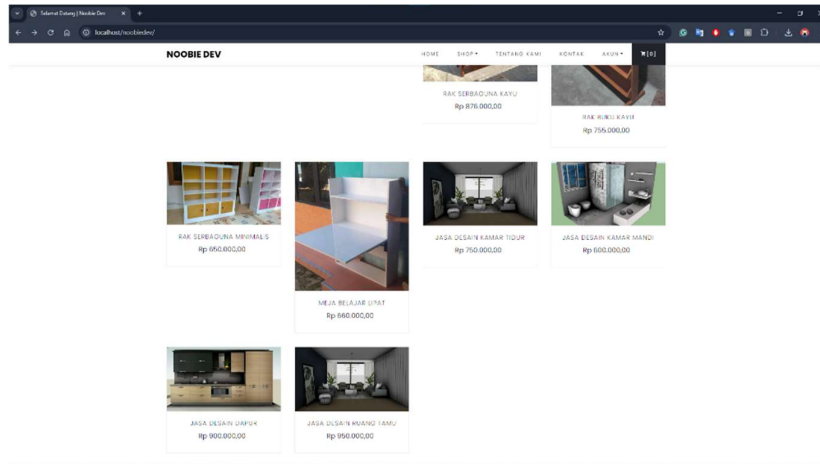 Selamat Datang | Noobie Dev
localhost/noobiedev/
NOOBIE DEV
HOME SHOP TENTANG KAMI KONTAK AKUN [0]
RAK SERBAGUNA KAYU
Rp 876.000,00
RAK BUKU KAYU
Rp 755.000,00
RAK SERBAGUNA MINIMALIS
Rp 650.000,00
MEJA BELAJAR LIPAT
Rp 660.000,00
JASA DESAIN KAMAR TIDUR
Rp 750.000,00
JASA DESAIN KAMAR MANDI
Rp 600.000,00
JASA DESAIN DAPUR
Rp 900.000,00
JASA DESAIN RUANG TAMU
Rp 950.000,00